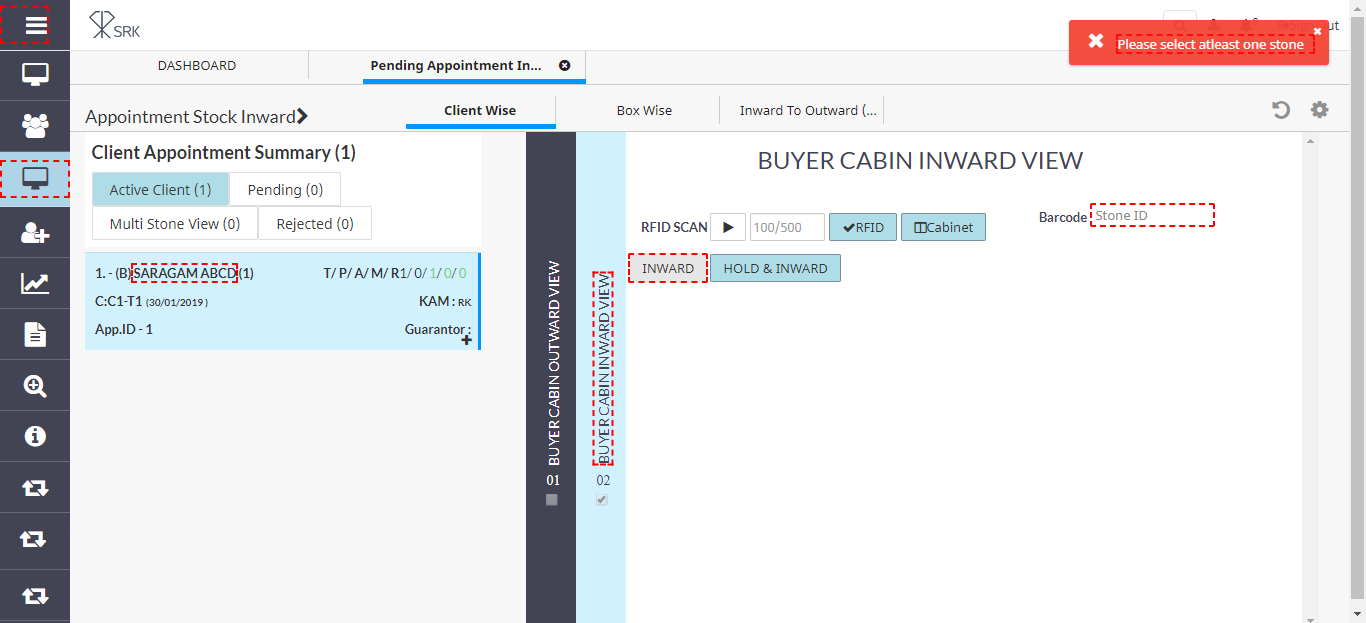 SRK
Please select atleast one stone
DASHBOARD
Pending Appointment In...
Appointment Stock Inward
Client Wise
Box Wise
Inward To Outward (...
Client Appointment Summary (1)
Active Client (1)
Pending (0)
Multi Stone View (0)
Rejected (0)
1. - (B)SARAGAM ABCD(1)
T/ P/ A/ M/ R1/ 0/ 1/ 0/ 0
C:C1-T1 (30/01/2019 )
KAM : RK
App.ID - 1
Guarantor :
BUYER CABIN OUTWARD VIEW
01
BUYER CABIN INWARD VIEW
02
BUYER CABIN INWARD VIEW
RFID SCAN
100/500
RFID
Cabinet
Barcode
Stone ID
INWARD
HOLD & INWARD